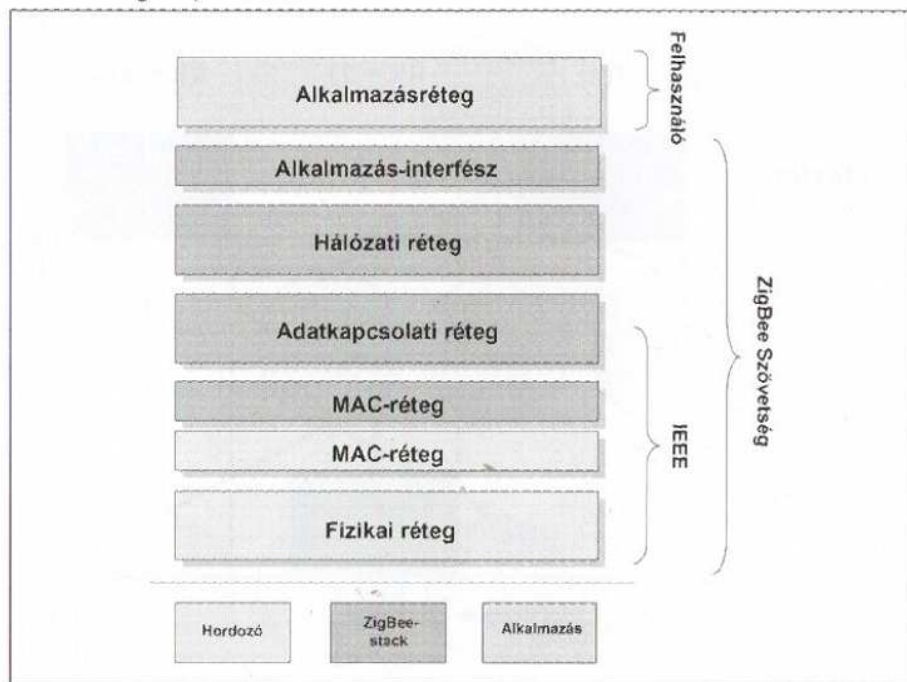 Alkalmazásréteg
Felhasználó
Alkalmazás-interfész
Hálózati réteg
Adatkapcsolati réteg
MAC-réteg
MAC-réteg
Fizikai réteg
IEEE
ZigBee Szövetség
Hordozó
ZigBee-
stack
Alkalmazás